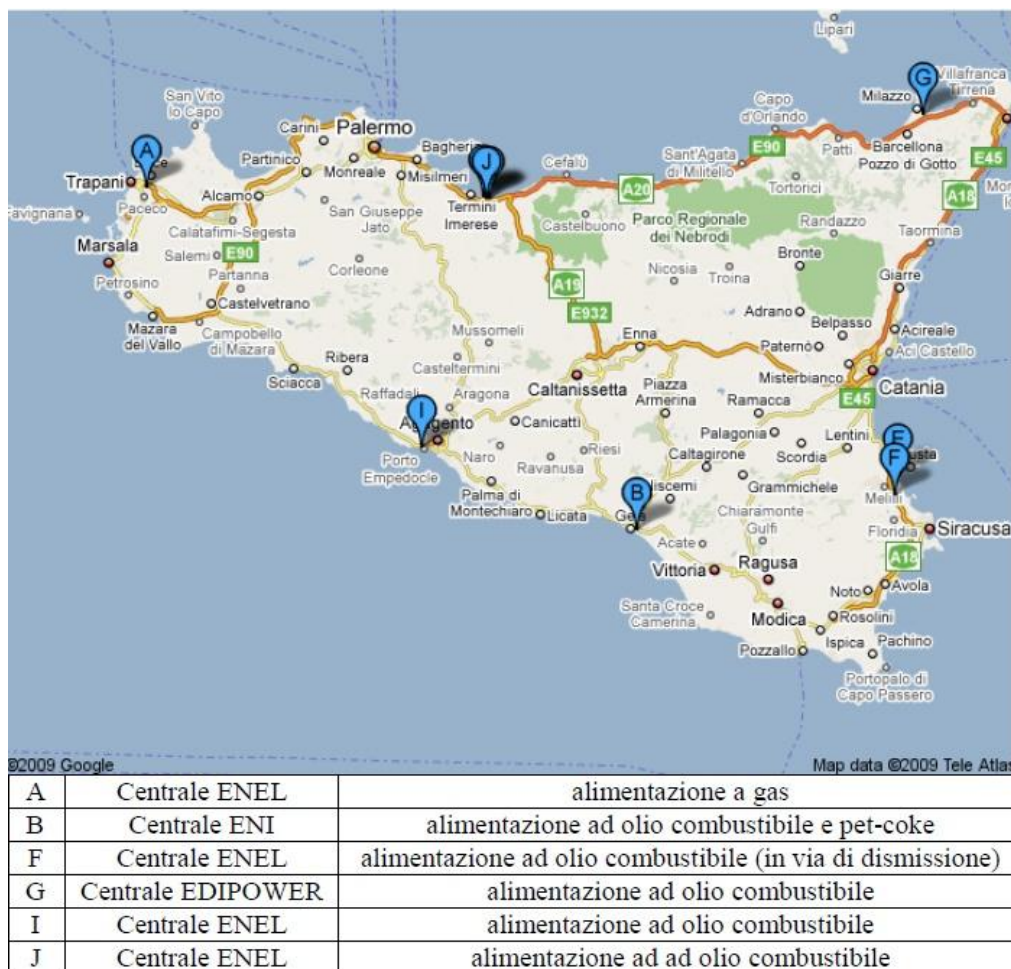 Lipari
G
Villafranca
Tirrena
San Vito
lo Capo
Milazzo
Capo
d'Orlando
Carini
Palermo
E90
Barcellona
Pozzo di Gotto
E45
A
J
Bagheria
Cefalù
Sant'Agata
di Militello
Patti
Partinico
Monreale
Misilmeri
A20
Tortorici
A18
Trapani
Alcamo
Termini
Imerese
Paceco
San Giuseppe
Jato
Castelbuono
Parco Regionale
dei Nebrodi
Randazzo
Favignana
Calatafimi-Segesta
Taormina
Marsala
Salemi
E90
Corleone
Bronte
Nicosia
Troina
Petrosino
Partanna
A19
Giarre
Castelvetrano
E932
Adrano
Mazara
del Vallo
Campobello
di Mazara
Mussomeli
Enna
Belpasso
Acireale
Ribera
Casteltermini
Paternò
Aci Castello
Sciacca
Raffadali
Caltanissetta
Piazza
Armerina
Misterbianco
Catania
Aragona
Ramacca
E45
I
Canicatti
Palagonia
Lentini
E
Porto
Empedocle
Naro
Riesi
Caltagirone
Scordia
F
Ravanusa
B
Grammichele
Palma di
Montechiaro
Licata
Chiaramonte
Gulfi
Floridia
Siracusa
Acate
A18
Vittoria
Ragusa
Noto
Avola
Santa Croce
Camerina
Modica
Rosolini
Ispica
Pachino
Pozzallo
Portopalo di
Capo Passero
©2009 Google
Map data ©2009 Tele Atlas
A Centrale ENEL alimentazione a gas
B Centrale ENI alimentazione ad olio combustibile e pet-coke
F Centrale ENEL alimentazione ad olio combustibile (in via di dismissione)
G Centrale EDIPOWER alimentazione ad olio combustibile
I Centrale ENEL alimentazione ad olio combustibile
J Centrale ENEL alimentazione ad ad olio combustibile